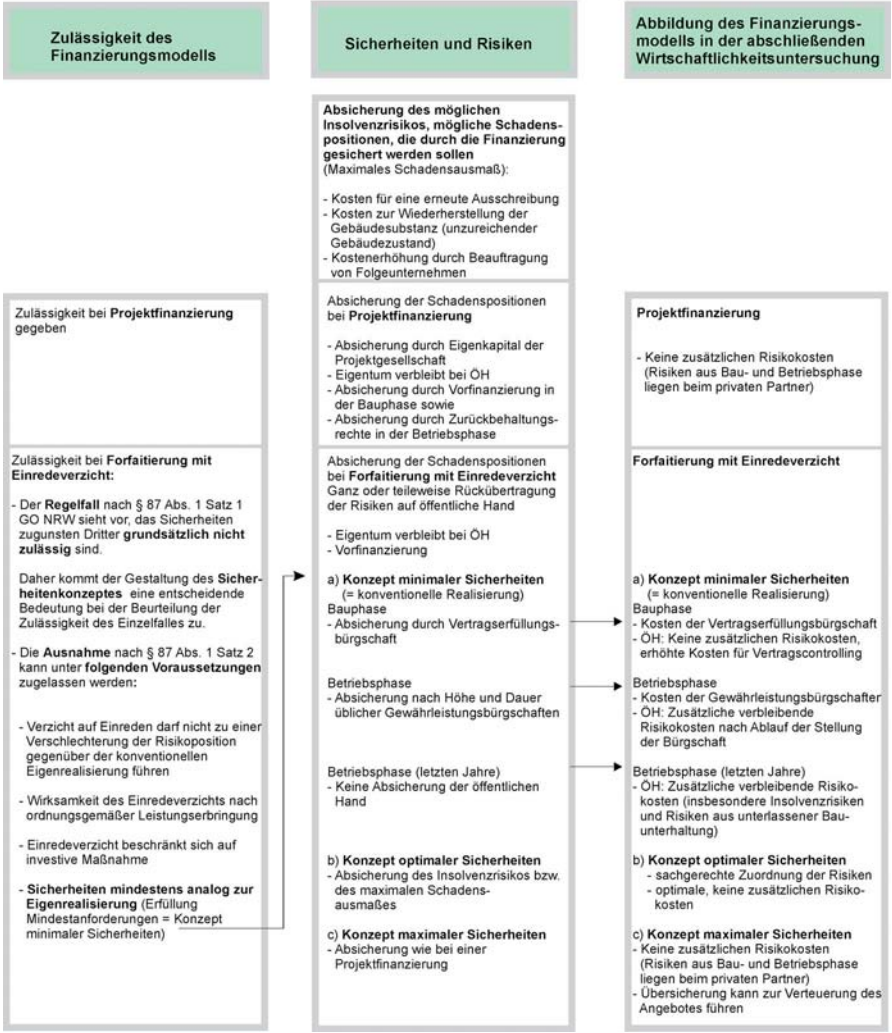 Zulässigkeit des
Finanzierungsmodells
Zulässigkeit bei Projektfinanzierung
gegeben
Zulässigkeit bei Forfaitierung mit
Einredeverzicht:
- Der Regelfall nach § 87 Abs. 1 Satz 1
GO NRW sieht vor, das Sicherheiten
zugunsten Dritter grundsätzlich nicht
zulässig sind.
Daher kommt der Gestaltung des Sicher-
heitenkonzeptes eine entscheidende
Bedeutung bei der Beurteilung der
Zulässigkeit des Einzelfalles zu.
- Die Ausnahme nach § 87 Abs. 1 Satz 2
kann unter folgenden Voraussetzungen
zugelassen werden:
- Verzicht auf Einreden darf nicht zu einer
Verschlechterung der Risikoposition
gegenüber der konventionellen
Eigenrealisierung führen
- Wirksamkeit des Einredeverzichts nach
ordnungsgemäßer Leistungserbringung
- Einredeverzicht beschränkt sich auf
investive Maßnahme
- Sicherheiten mindestens analog zur
Eigenrealisierung (Erfüllung
Mindestanforderungen = Konzept
minimaler Sicherheiten)
Sicherheiten und Risiken
Absicherung des möglichen
Insolvenzrisikos, mögliche Schadens-
positionen, die durch die Finanzierung
gesichert werden sollen
(Maximales Schadensausmaß):
- Kosten für eine erneute Ausschreibung
- Kosten zur Wiederherstellung der
Gebäudesubstanz (unzureichender
Gebäudezustand)
- Kostenerhöhung durch Beauftragung
von Folgeunternehmen
Absicherung der Schadenspositionen
bei Projektfinanzierung
- Absicherung durch Eigenkapital der
Projektgesellschaft
- Eigentum verbleibt bei ÖH
- Absicherung durch Vorfinanzierung in
der Bauphase sowie
- Absicherung durch Zurückbehaltungs-
rechte in der Betriebsphase
Absicherung der Schadenspositionen
bei Forfaitierung mit Einredeverzicht
Ganz oder teileweise Rückübertragung
der Risiken auf öffentliche Hand
- Eigentum verbleibt bei ÖH
- Vorfinanzierung
a) Konzept minimaler Sicherheiten
(= konventionelle Realisierung)
Bauphase
- Absicherung durch Vertragserfüllungs-
bürgschaft
Betriebsphase
- Absicherung nach Höhe und Dauer
üblicher Gewährleistungsbürgschaften
Betriebsphase (letzten Jahre)
- Keine Absicherung der öffentlichen
Hand
b) Konzept optimaler Sicherheiten
- Absicherung des Insolvenzrisikos bzw.
des maximalen Schadens-
ausmaßes
c) Konzept maximaler Sicherheiten
- Absicherung wie bei einer
Projektfinanzierung
Abbildung des Finanzierungs-
modells in der abschließenden
Wirtschaftlichkeitsuntersuchung
Projektfinanzierung
- Keine zusätzlichen Risikokosten
(Risiken aus Bau- und Betriebsphase
liegen beim privaten Partner)
Forfaitierung mit Einredeverzicht
a) Konzept minimaler Sicherheiten
(= konventionelle Realisierung)
Bauphase
- Kosten der Vertragserfüllungsbürgschaft
- ÖH: Keine zusätzlichen Risikokosten,
erhöhte Kosten für Vertragscontrolling
Betriebsphase
- Kosten der Gewährleistungsbürgschafter
- ÖH: Zusätzliche verbleibende
Risikokosten nach Ablauf der Stellung
der Bürgschaft
Betriebsphase (letzten Jahre)
- ÖH: Zusätzliche verbleibende Risiko-
kosten (insbesondere Insolvenzrisiken
und Risiken aus unterlassener Bau-
unterhaltung)
b) Konzept optimaler Sicherheiten
- sachgerechte Zuordnung der Risiken
- optimale, keine zusätzlichen Risiko-
kosten
c) Konzept maximaler Sicherheiten
- Keine zusätzlichen Risikokosten
(Risiken aus Bau- und Betriebsphase
liegen beim privaten Partner)
- Übersicherung kann zur Verteuerung des
Angebotes führen